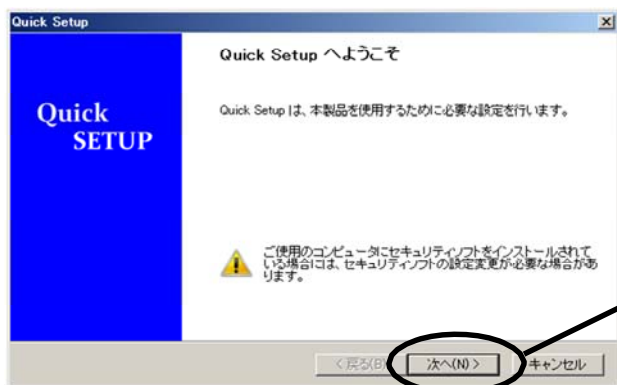 Quick Setup
Quick Setup へようこそ
Quick
SETUP
Quick Setup は、本製品を使用するために必要な設定を行います。
ご使用のコンピュータにセキュリティソフトをインストールされて
いる場合には、セキュリティソフトの設定変更が必要な場合があ
ります。
< 戻る(B) 次へ(N) > キャンセル